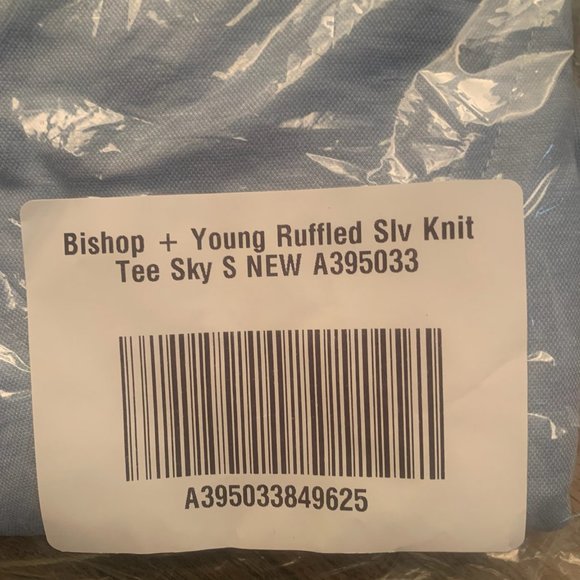 Bishop + Young Ruffled Slv Knit
Tee Sky S NEW A395033
A395033849625